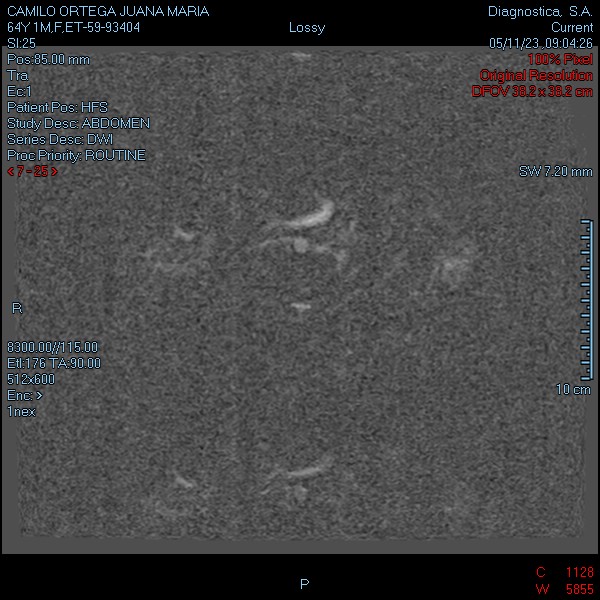 CAMILO ORTEGA JUANA MARIA
64Y 1M,F,ET-59-93404
Sl:25
Pos:85.00 mm
Tra
Ec:1
Patient Pos: HFS
Study Desc: ABDOMEN
Series Desc: DWI
Proc Priority: ROUTINE
< 7 - 25 >
Lossy
Diagnostica, S.A.
Current
05/11/23 ,09:04:26
100% Pixel
Original Resolution
DFOV 38.2 x 38.2 cm
SW 7.20 mm
R
8300.00//115.00
Etl:176 TA:90.00
512x600
Enc: >
1nex
10 cm
P
C 1128
W 5855